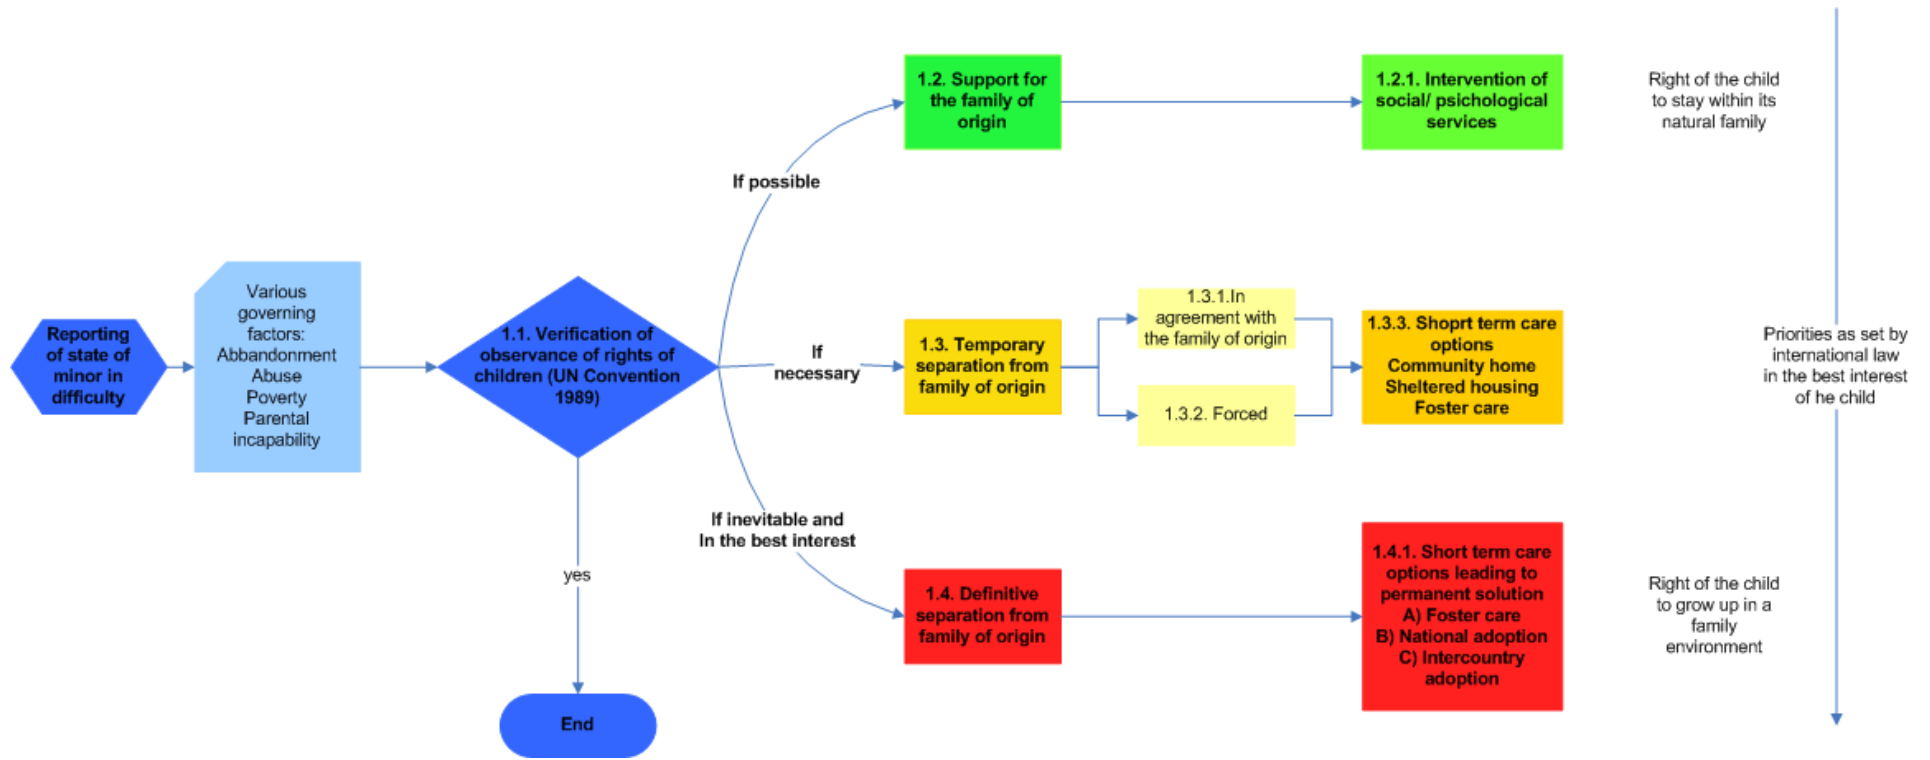 Reporting
of state of
minor in
difficulty
Various
governing
factors:
Abbandonment
Abuse
Poverty
Parental
incapability
1.1. Verification of
observance of rights of
children (UN Convention
1989)
yes
End
If possible
1.2. Support for
the family of
origin
1.2.1. Intervention of
social/ psichological
services
Right of the child
to stay within its
natural family
If
necessary
1.3. Temporary
separation from
family of origin
1.3.1.In
agreement with
the family of origin
1.3.2. Forced
1.3.3. Shoprt term care
options
Community home
Sheltered housing
Foster care
If inevitable and
In the best interest
1.4. Definitive
separation from
family of origin
1.4.1. Short term care
options leading to
permanent solution
A) Foster care
B) National adoption
C) Intercountry
adoption
Right of the child
to grow up in a
family
environment
Priorities as set by
international law
in the best interest
of he child